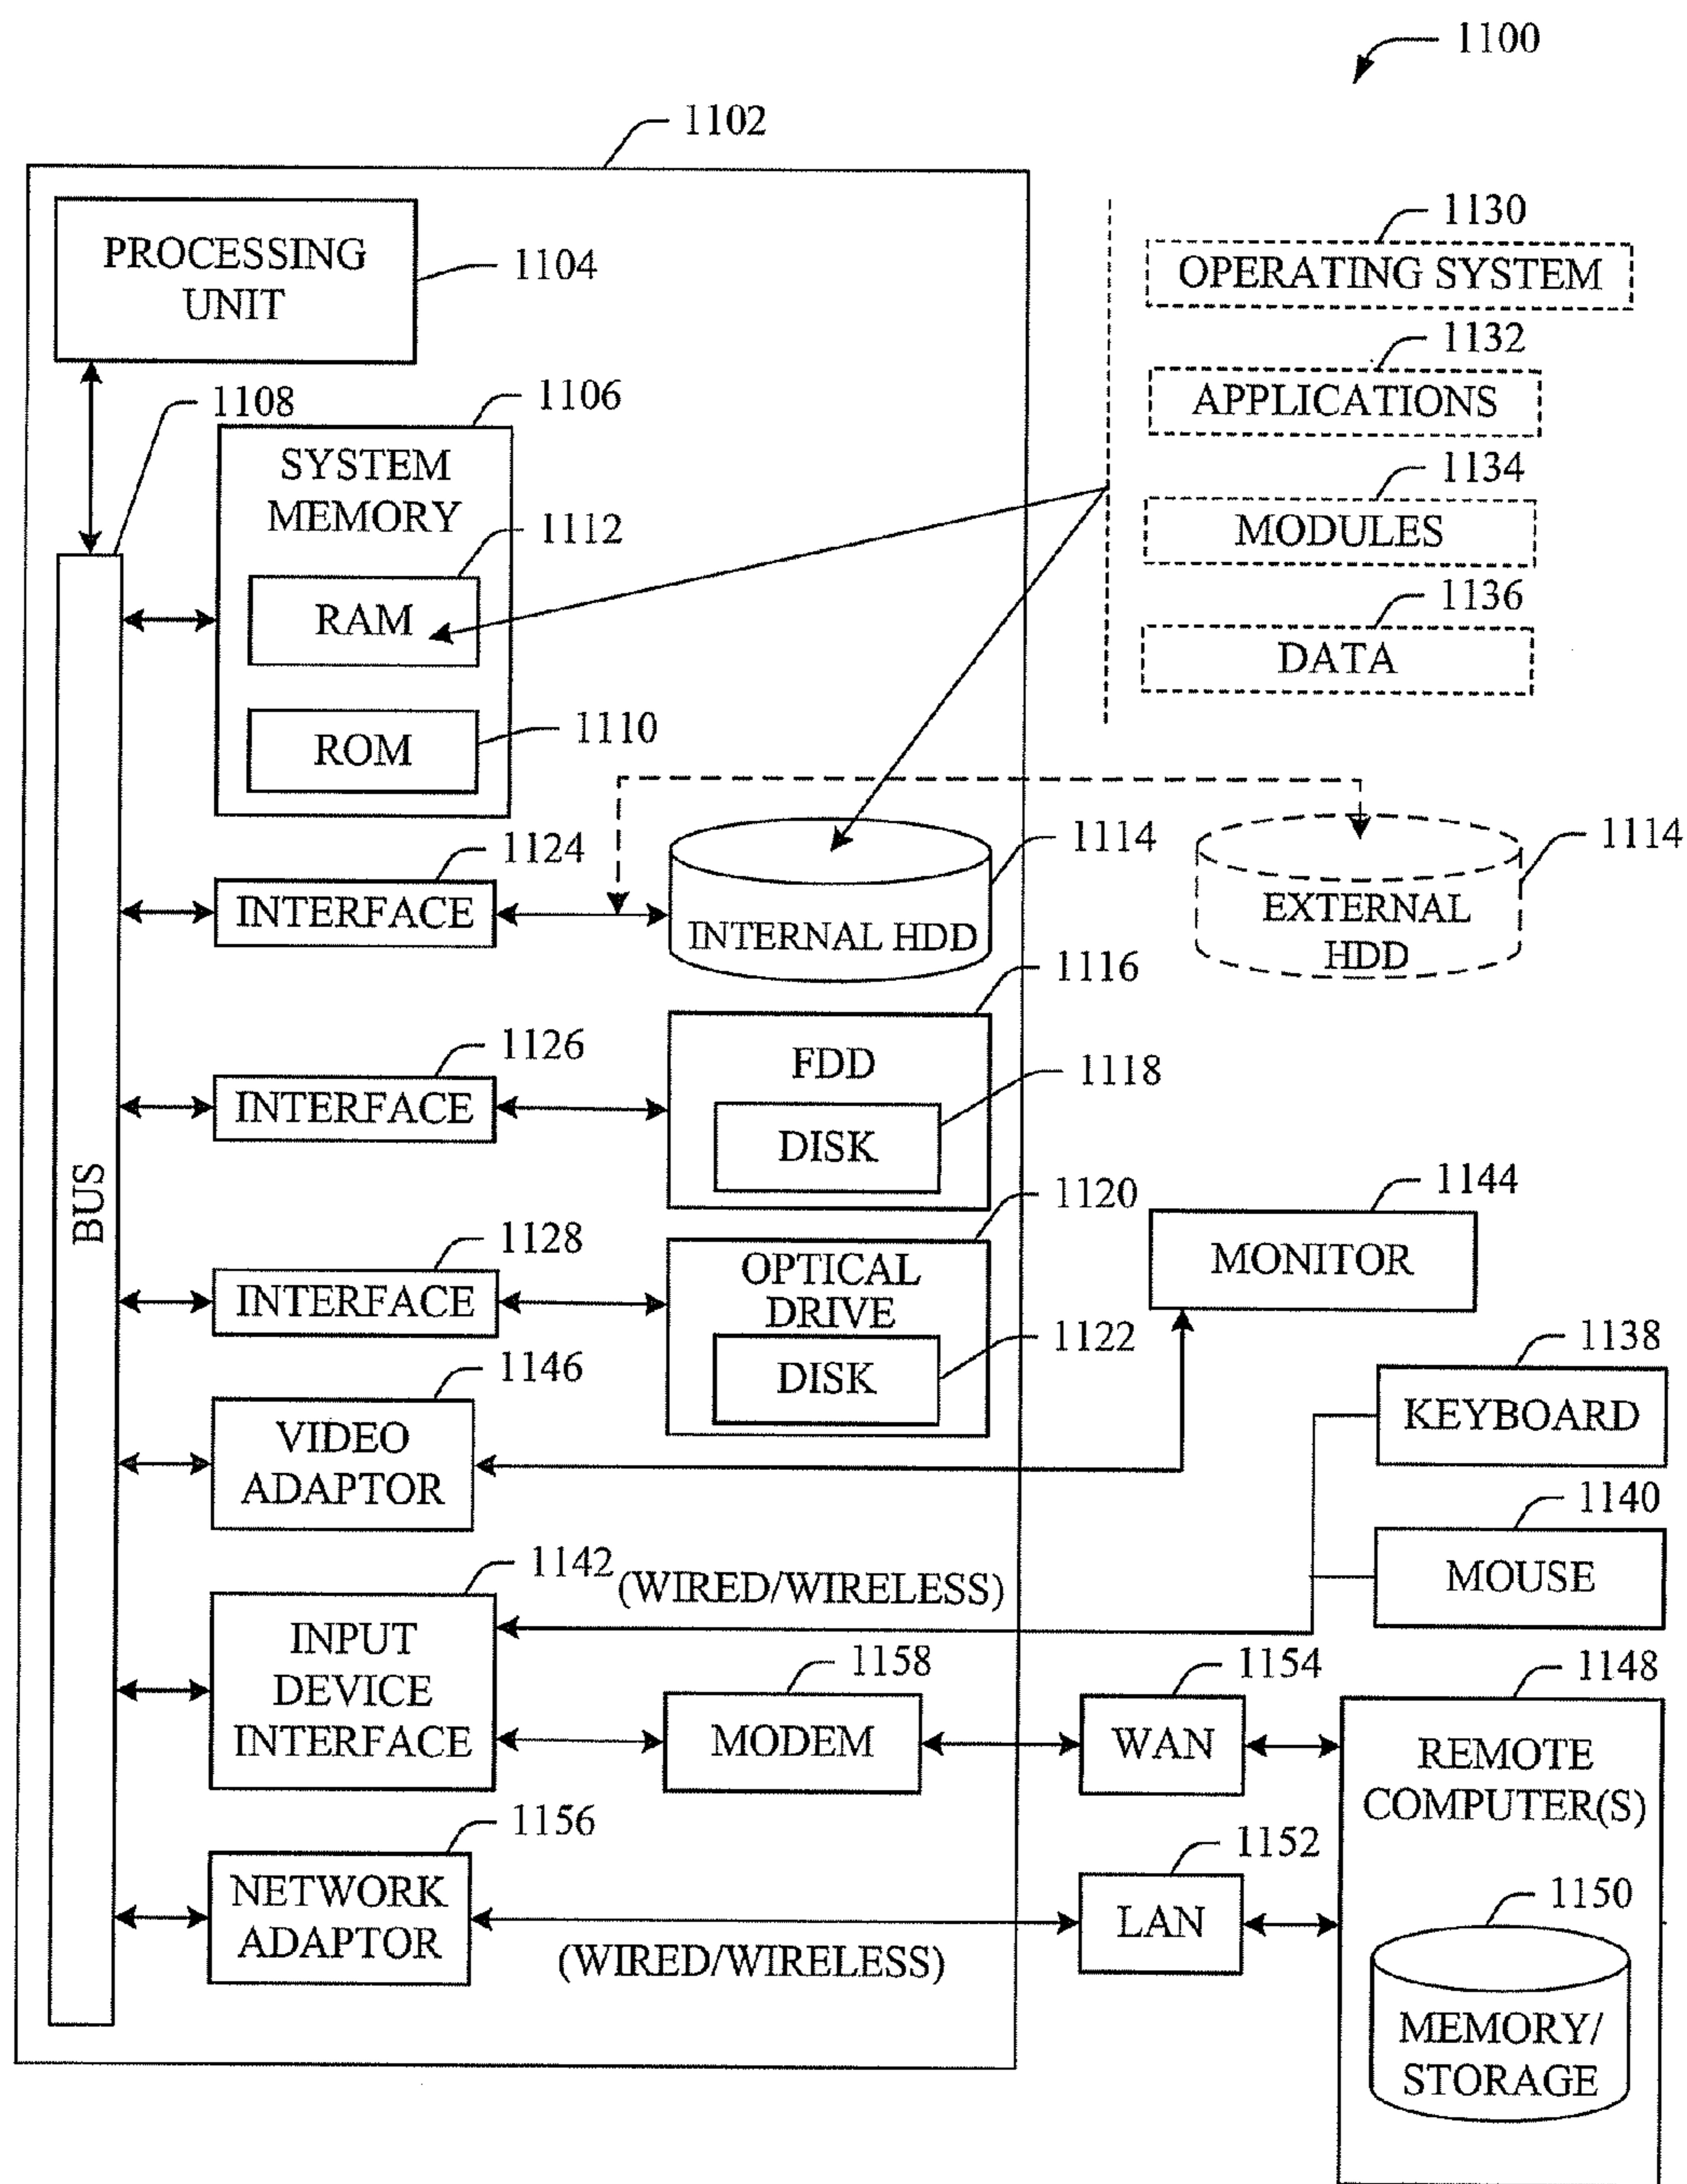 1100
1102
PROCESSING
UNIT
1104
1108
1106
SYSTEM
MEMORY
1112
RAM
1110
ROM
1130
OPERATING SYSTEM
1132
APPLICATIONS
1134
MODULES
1136
DATA
BUS
1124
INTERFACE
1114
INTERNAL HDD
1114
EXTERNAL
HDD
1126
INTERFACE
1116
FDD
1118
DISK
1128
INTERFACE
1120
OPTICAL
DRIVE
1122
DISK
1144
MONITOR
1146
VIDEO
ADAPTOR
1138
KEYBOARD
1140
MOUSE
1142
(WIRED/WIRELESS)
INPUT
DEVICE
INTERFACE
1158
MODEM
1154
WAN
1148
REMOTE
COMPUTER(S)
1156
NETWORK
ADAPTOR
(WIRED/WIRELESS)
1152
LAN
1150
MEMORY/
STORAGE